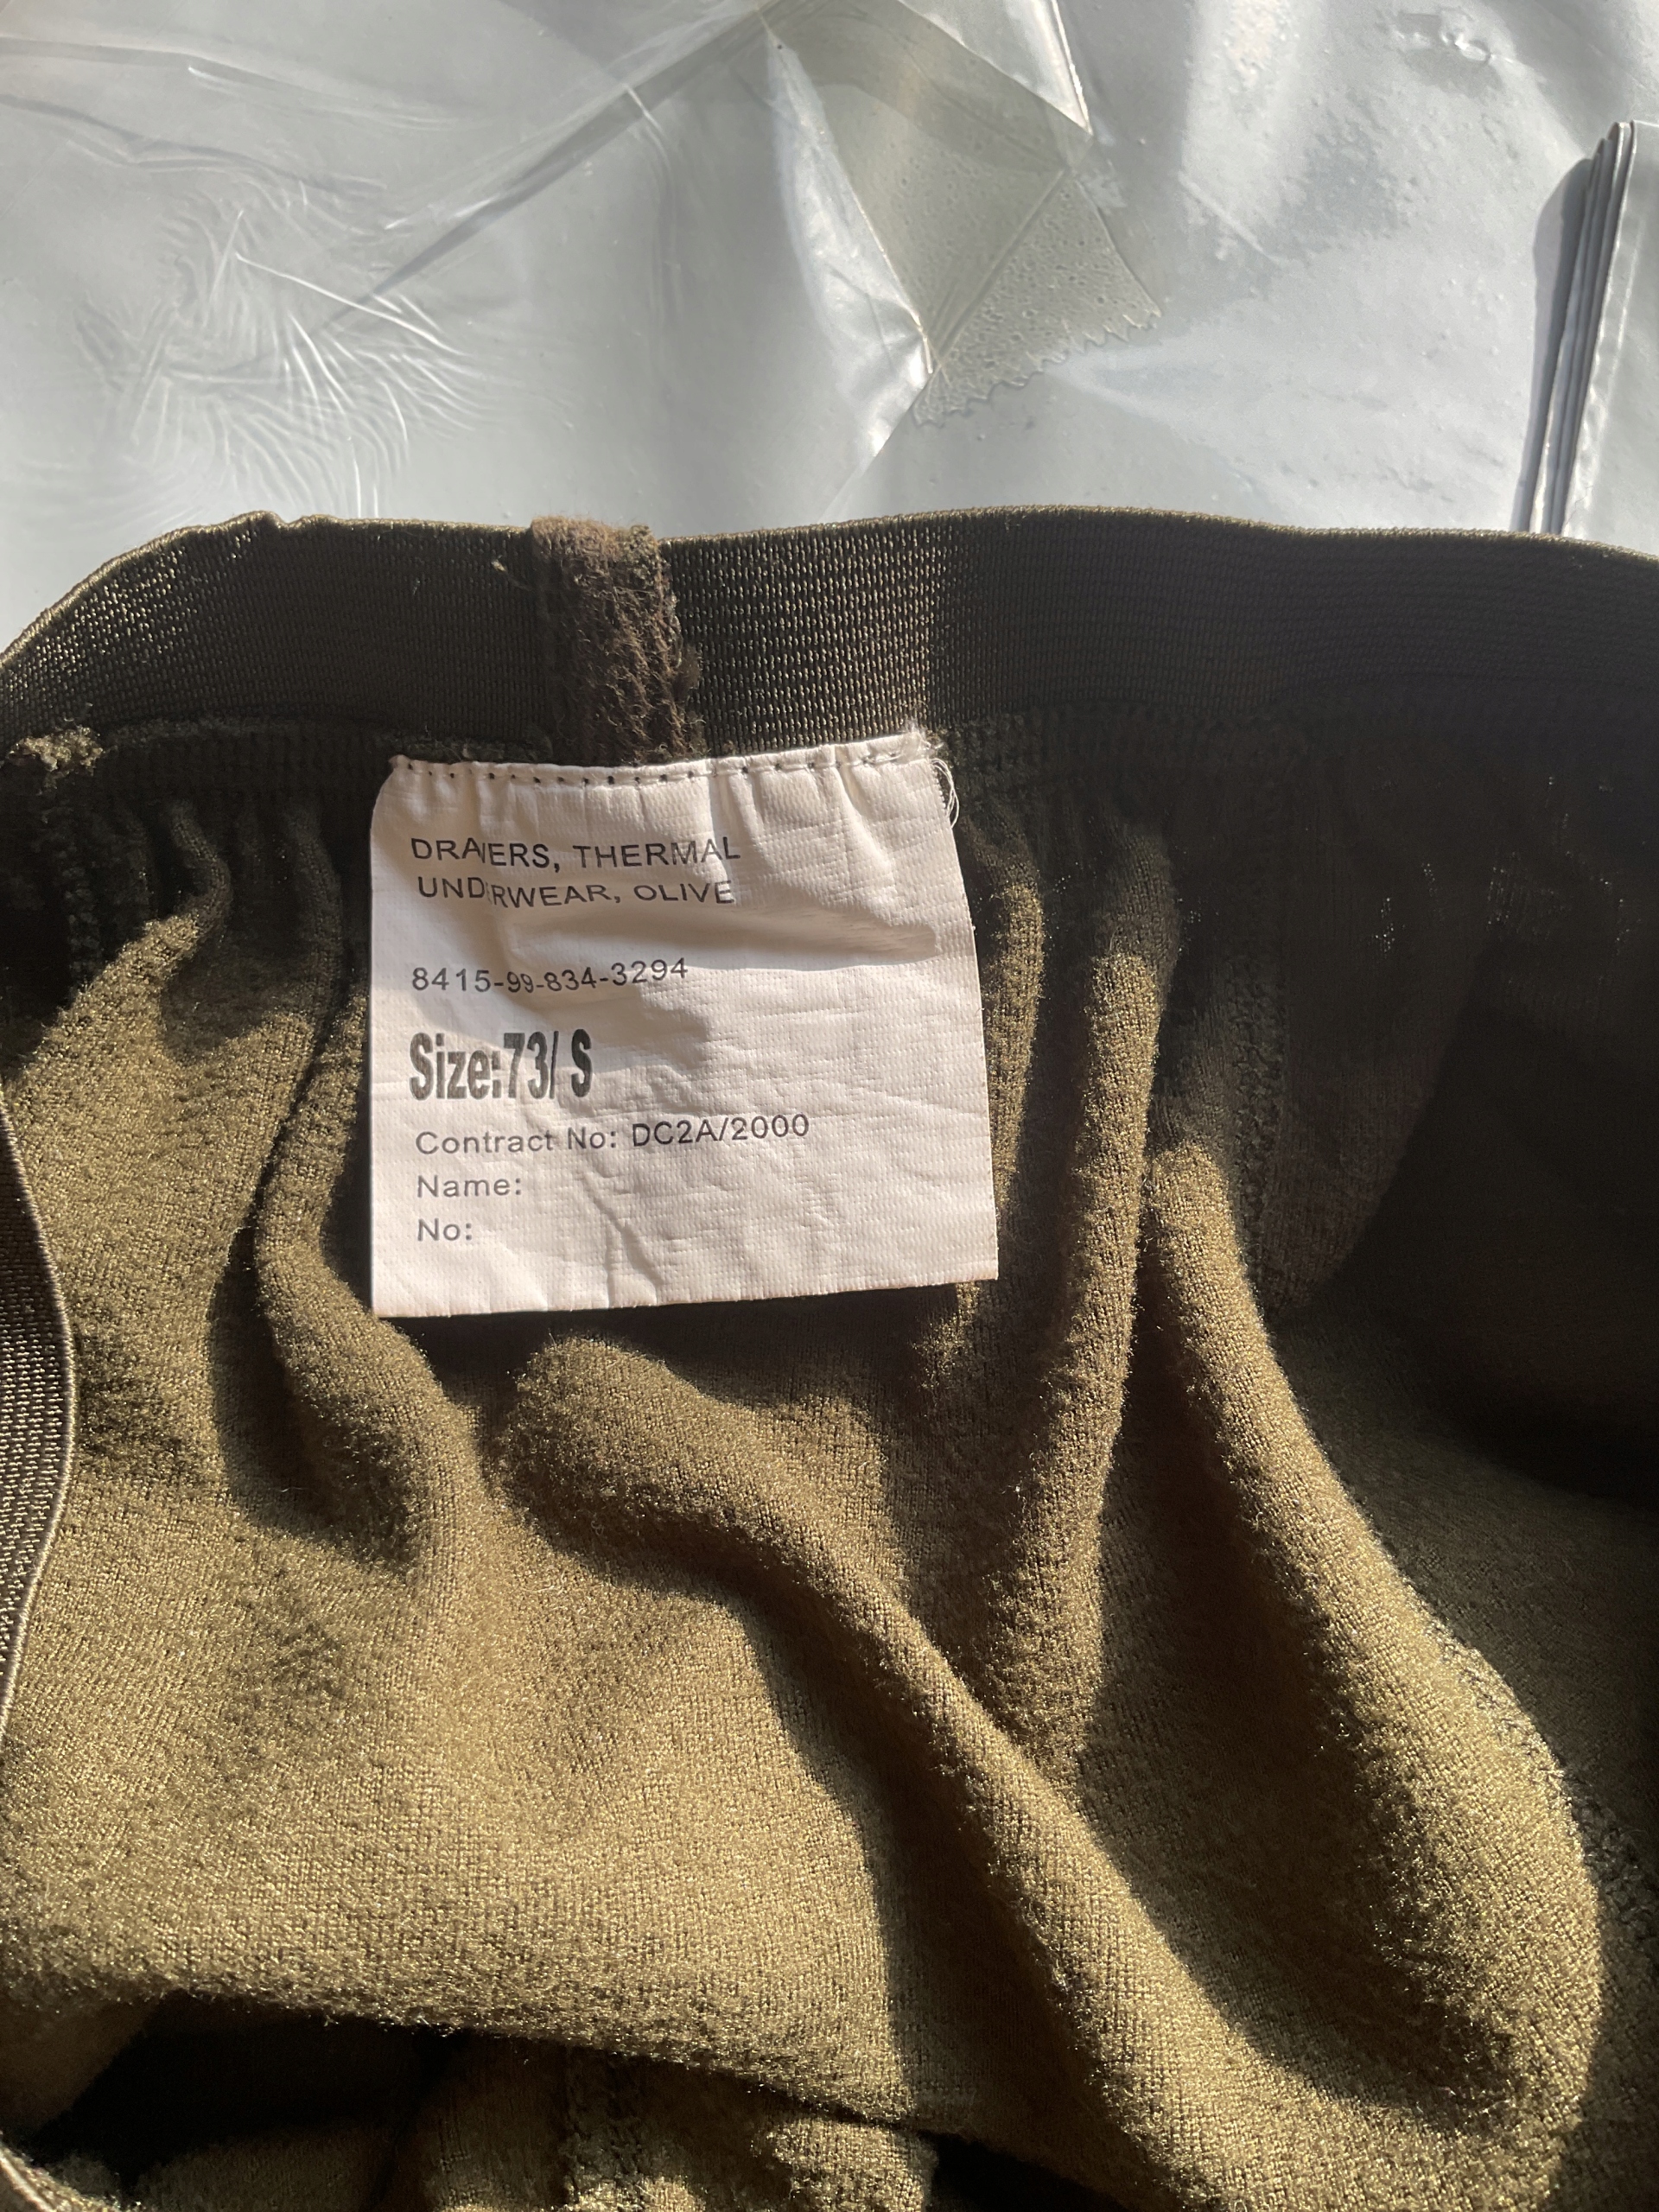 DRAWERS, THERMAL
UNDERWEAR, OLIVE
8415-99-834-3294
Size:73/ S
Contract No: DC2A/2000
Name:
No: